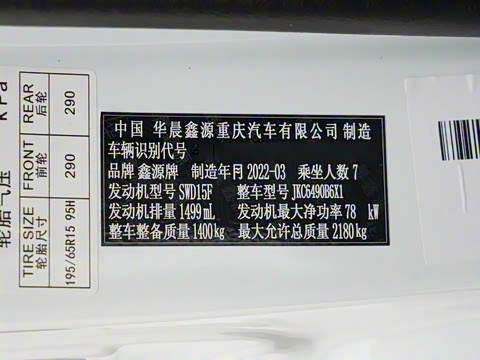 中国 华晨鑫源重庆汽车有限公司 制造
车辆识别代号
品牌 鑫源牌 制造年月 2022-03 乘坐人数 7
发动机型号 SWD15F 整车型号 JKC6490B6X1
发动机排量 1499mL 发动机最大净功率 78 kW
整车整备质量 1400kg 最大允许总质量 2180kg
轮胎气压 kPa
REAR 后轮 290
FRONT 前轮 290
TIRE SIZE 轮胎尺寸 195/65R15 95H